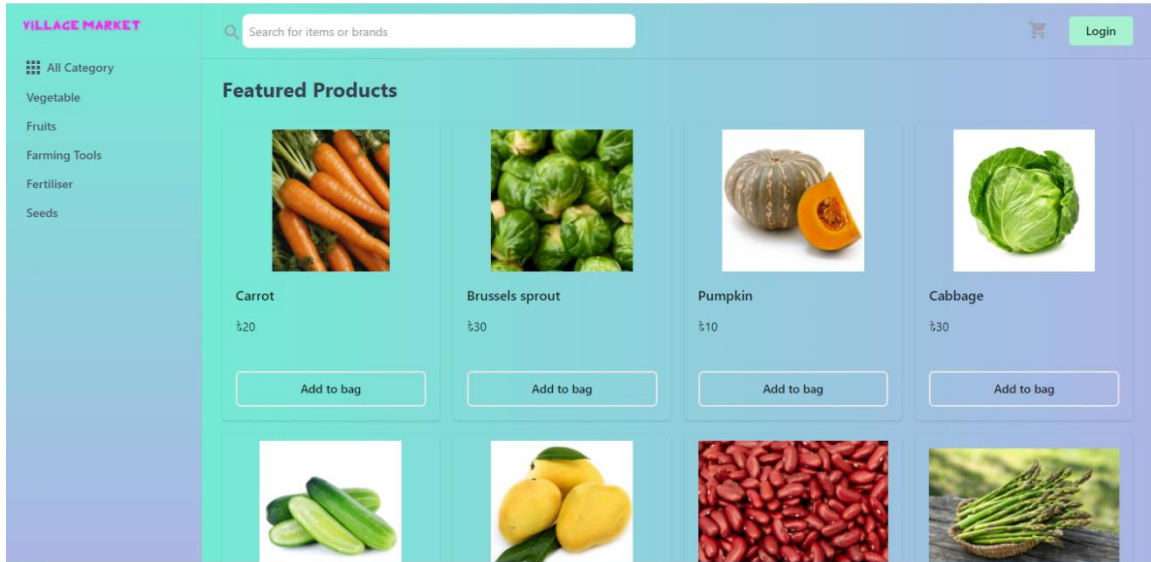 VILLAGE MARKET
Search for items or brands
Login
All Category
Vegetable
Fruits
Farming Tools
Fertiliser
Seeds
Featured Products
Carrot
Brussels sprout
Pumpkin
Cabbage
৳20
৳30
৳10
৳30
Add to bag
Add to bag
Add to bag
Add to bag